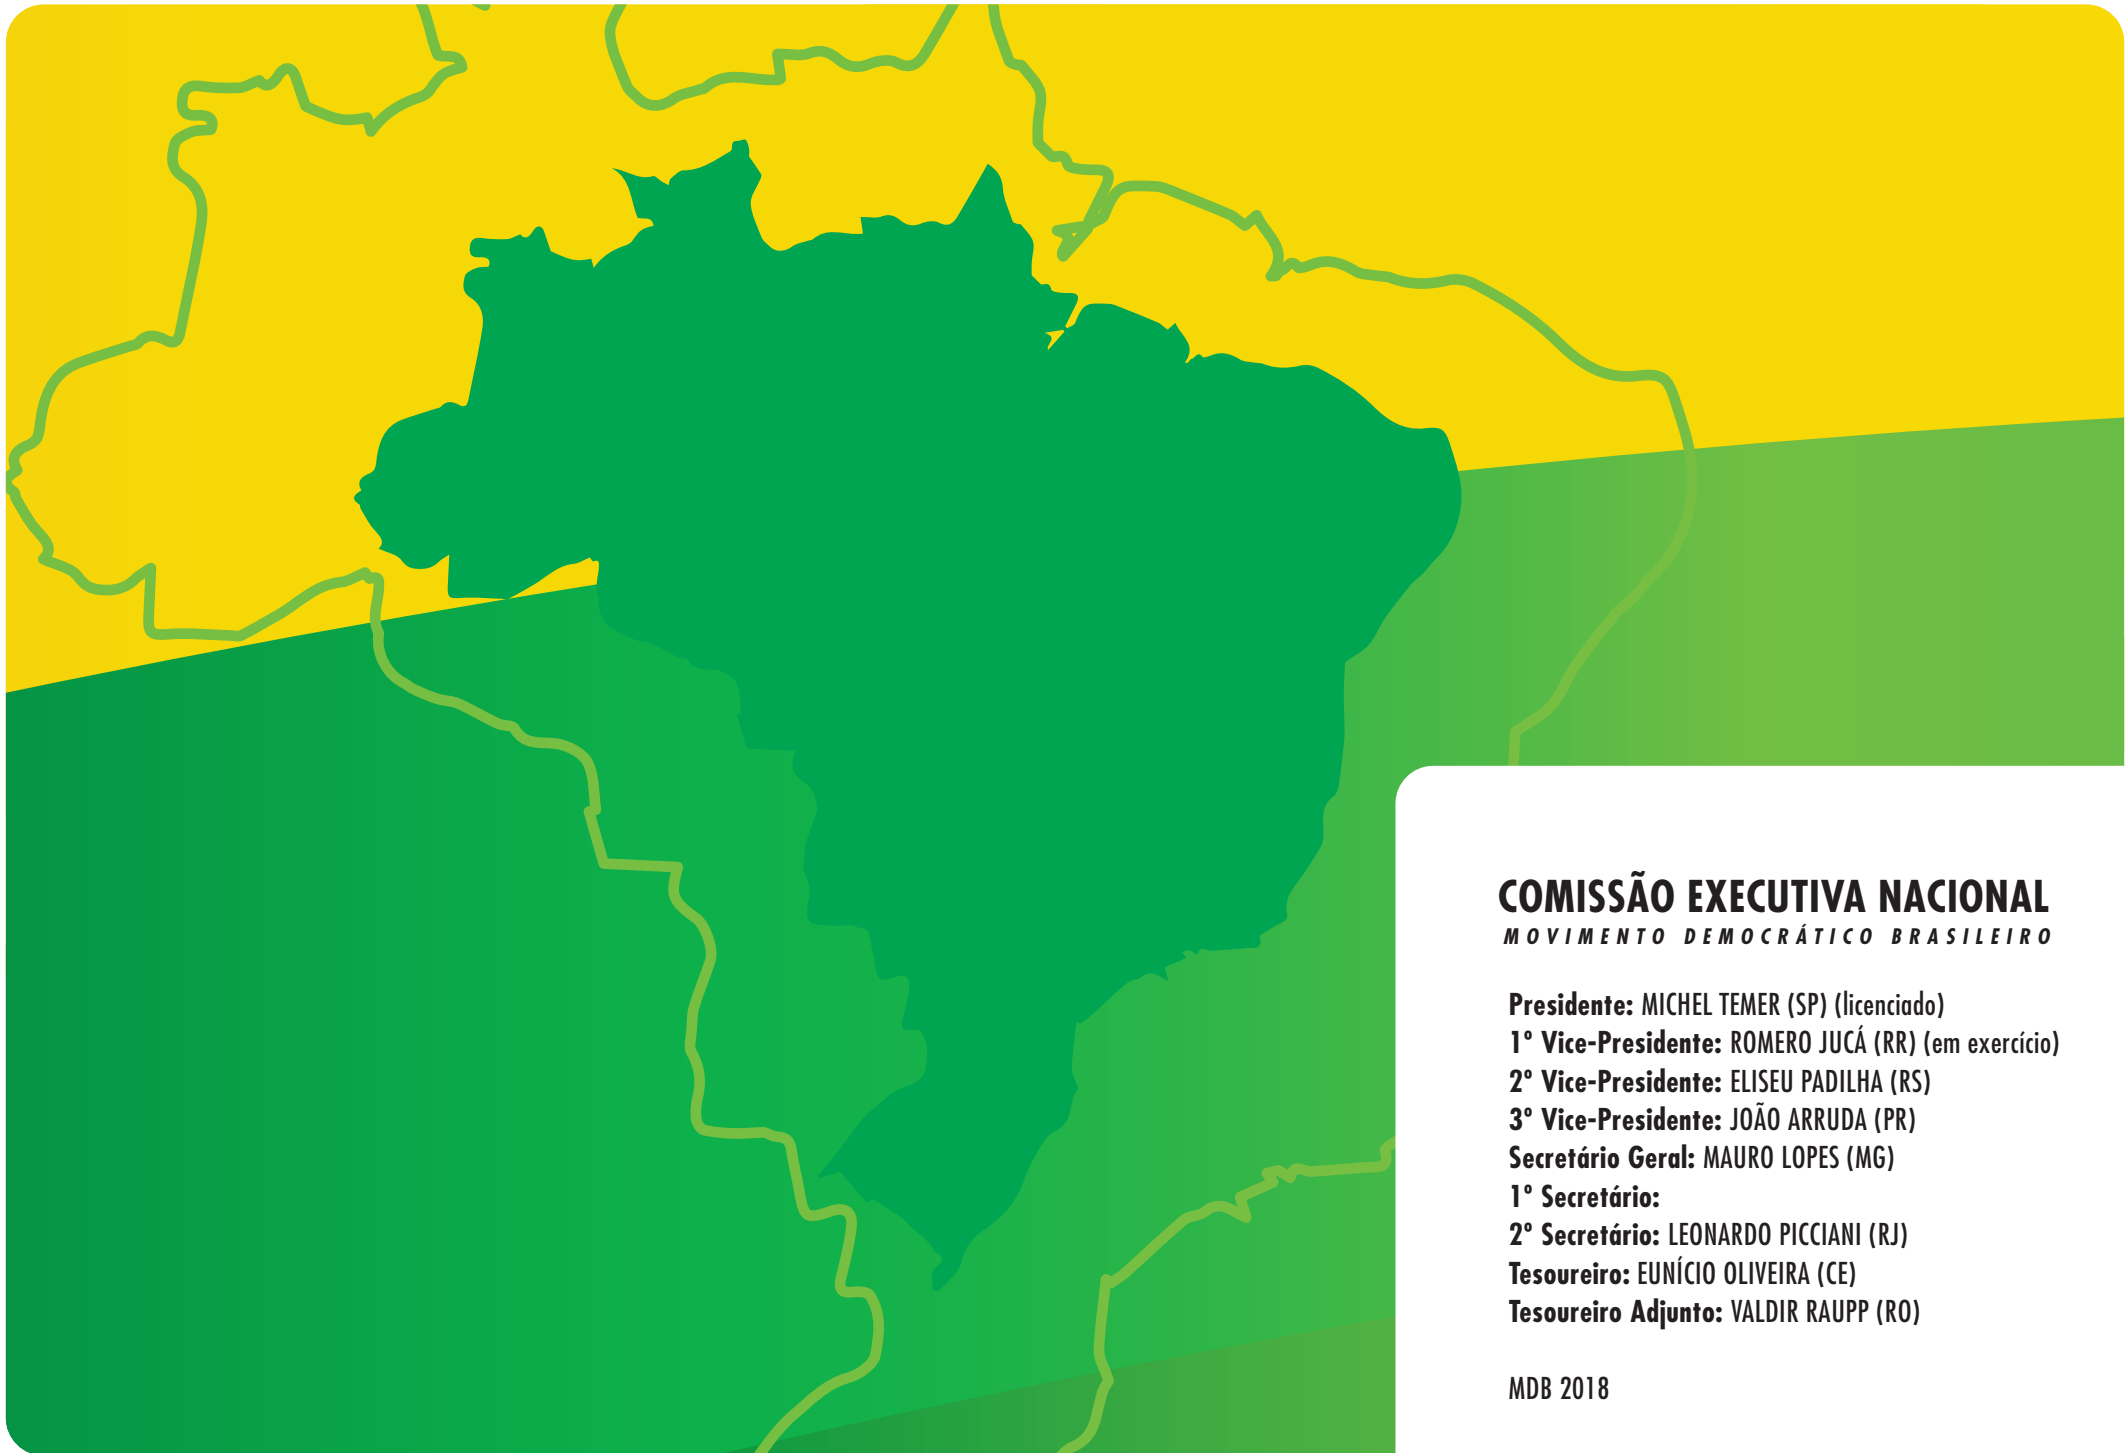 COMISSÃO EXECUTIVA NACIONAL
MOVIMENTO DEMOCRÁTICO BRASILEIRO
Presidente: MICHEL TEMER (SP) (licenciado)
1º Vice-Presidente: ROMERO JUCÁ (RR) (em exercício)
2º Vice-Presidente: ELISEU PADILHA (RS)
3º Vice-Presidente: JOÃO ARRUDA (PR)
Secretário Geral: MAURO LOPES (MG)
1º Secretário:
2º Secretário: LEONARDO PICCIANI (RJ)
Tesoureiro: EUNÍCIO OLIVEIRA (CE)
Tesoureiro Adjunto: VALDIR RAUPP (RO)
MDB 2018